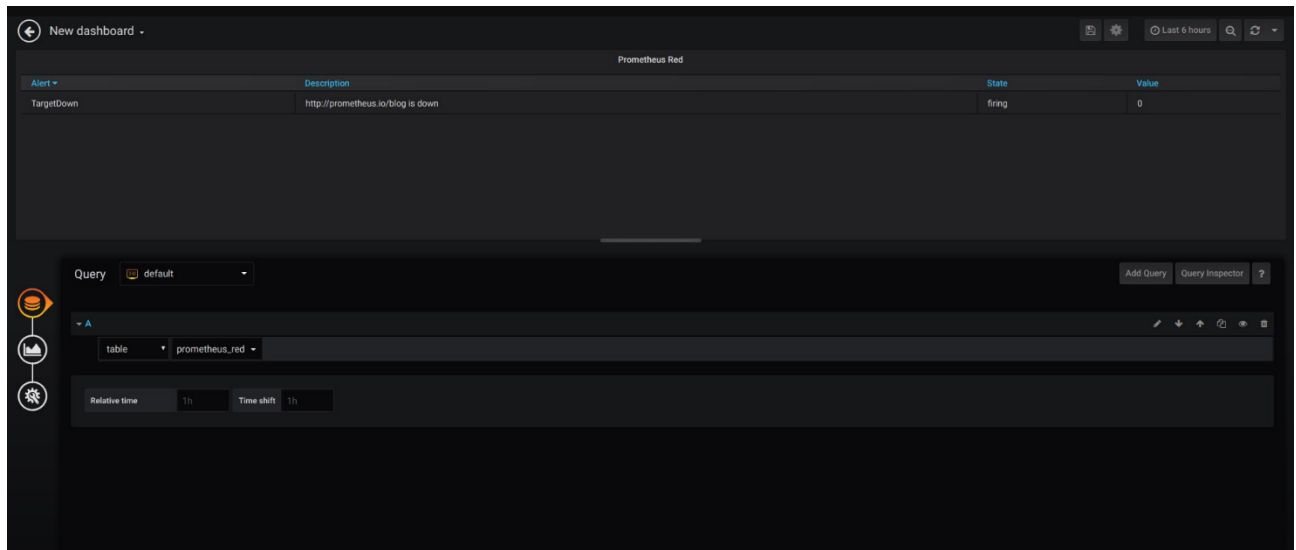 New dashboard
Last 6 hours
Prometheus Red
Alert Description State Value
TargetDown http://prometheus.io/blog is down firing 0
Query default Add Query Query Inspector ?
A
table prometheus_red
Relative time 1h Time shift 1h